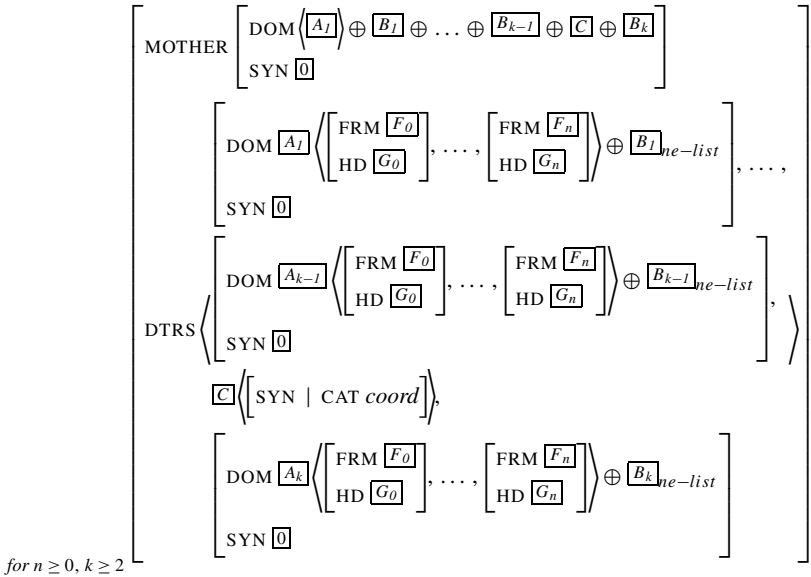 MOTHER [DOM ⟨[A1]⟩ ⊕ [B1] ⊕ … ⊕ [Bk−1] ⊕ [C] ⊕ [Bk]
SYN [0]]
[DOM [A1] ⟨[FRM [F0] HD [G0]], … , [FRM [Fn] HD [Gn]]⟩ ⊕ [B1]ne−list
SYN [0]], … ,
DTRS ⟨[DOM [Ak−1] ⟨[FRM [F0] HD [G0]], … , [FRM [Fn] HD [Gn]]⟩ ⊕ [Bk−1]ne−list
SYN [0]], ⟩
[C] ⟨[SYN | CAT coord]⟩,
[DOM [Ak] ⟨[FRM [F0] HD [G0]], … , [FRM [Fn] HD [Gn]]⟩ ⊕ [Bk]ne−list
SYN [0]]
for n ≥ 0, k ≥ 2